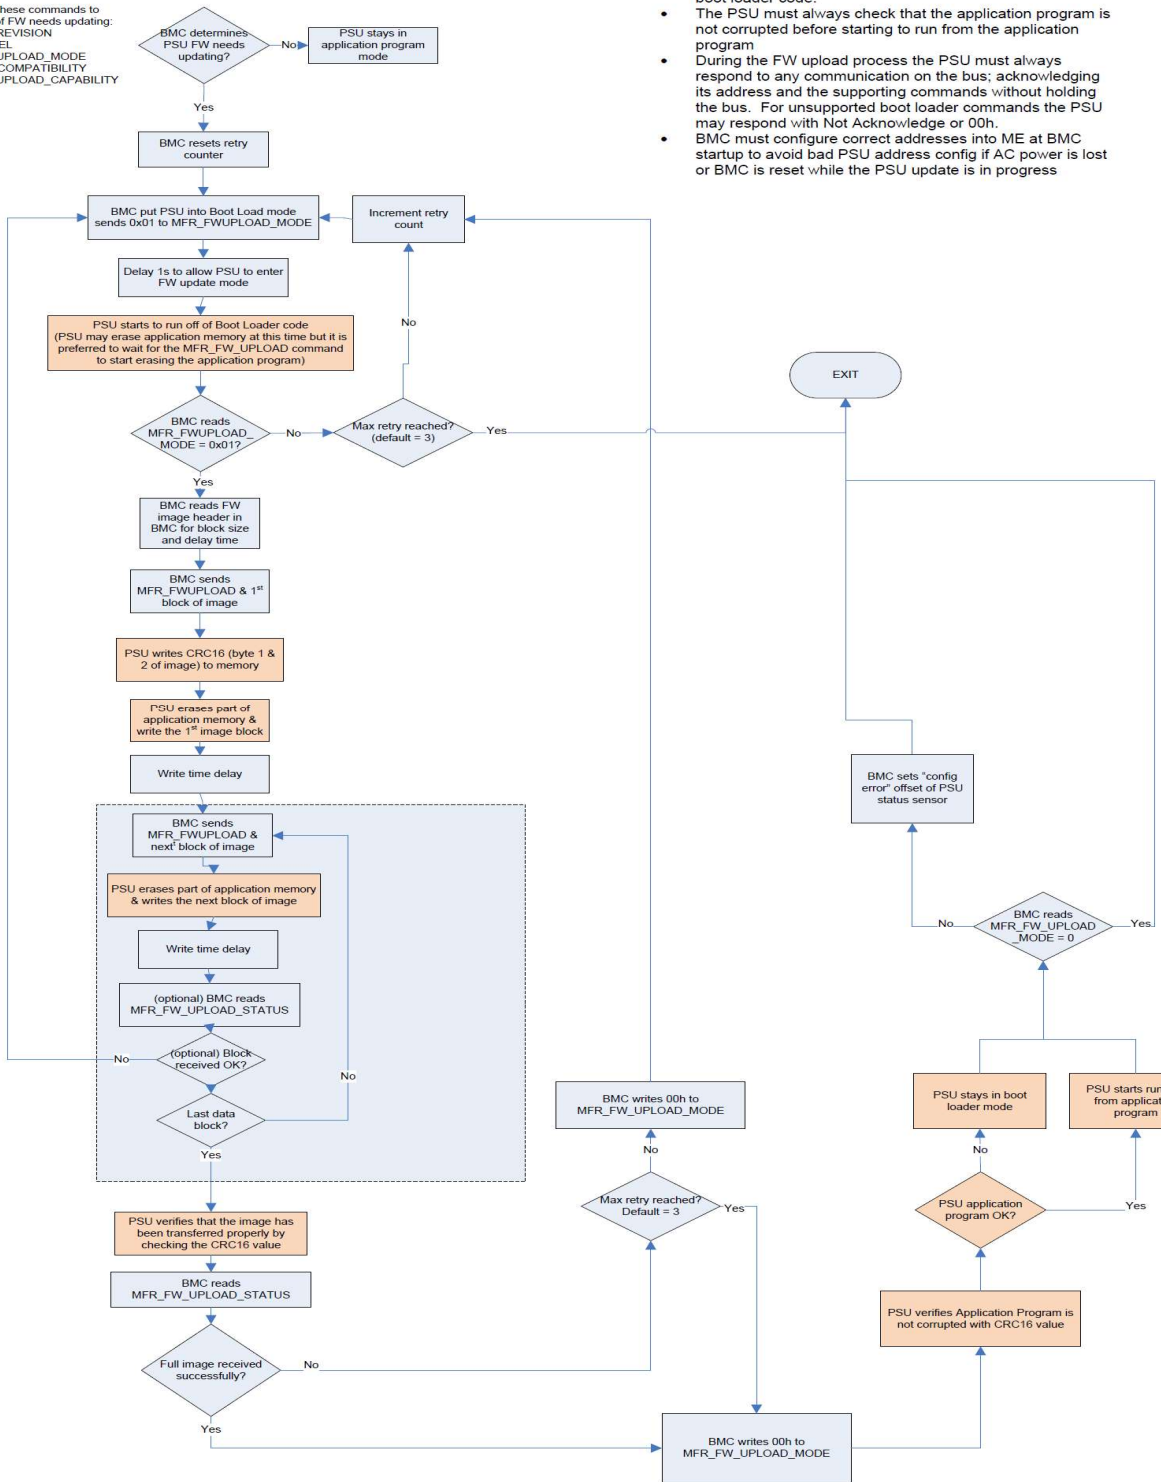 hese commands to
of FW needs updating:
REVISION
EL
UPLOAD_MODE
COMPATIBILITY
UPLOAD_CAPABILITY
BMC determines
PSU FW needs
updating?
No
PSU stays in
application program
mode
boot loader code.
• The PSU must always check that the application program is
not corrupted before starting to run from the application
program
• During the FW upload process the PSU must always
respond to any communication on the bus; acknowledging
its address and the supporting commands without holding
the bus. For unsupported boot loader commands the PSU
may respond with Not Acknowledge or 00h.
• BMC must configure correct addresses into ME at BMC
startup to avoid bad PSU address config if AC power is lost
or BMC is reset while the PSU update is in progress
Yes
BMC resets retry
counter
BMC put PSU into Boot Load mode
sends 0x01 to MFR_FWUPLOAD_MODE
Increment retry
count
Delay 1s to allow PSU to enter
FW update mode
PSU starts to run off of Boot Loader code
(PSU may erase application memory at this time but it is
preferred to wait for the MFR_FW_UPLOAD command
to start erasing the application program)
No
EXIT
BMC reads
MFR_FWUPLOAD_
MODE = 0x01?
No
Max retry reached?
(default = 3)
Yes
Yes
BMC reads FW
image header in
BMC for block size
and delay time
BMC sends
MFR_FWUPLOAD & 1st
block of image
PSU writes CRC16 (byte 1 &
2 of image) to memory
PSU erases part of
application memory &
write the 1st image block
Write time delay
BMC sets "config
error" offset of PSU
status sensor
BMC sends
MFR_FWUPLOAD &
next block of image
PSU erases part of application memory
& writes the next block of image
Write time delay
(optional) BMC reads
MFR_FW_UPLOAD_STATUS
No
BMC reads
MFR_FW_UPLOAD
_MODE = 0
Yes
No
(optional) Block
received OK?
No
Last data
block?
Yes
BMC writes 00h to
MFR_FW_UPLOAD_MODE
PSU stays in boot
loader mode
PSU starts run
from applicat
program
No
No
Max retry reached?
Default = 3
Yes
PSU application
program OK?
Yes
PSU verifies that the image has
been transferred properly by
checking the CRC16 value
BMC reads
MFR_FW_UPLOAD_STATUS
PSU verifies Application Program is
not corrupted with CRC16 value
Full image received
successfully?
No
Yes
BMC writes 00h to
MFR_FW_UPLOAD_MODE